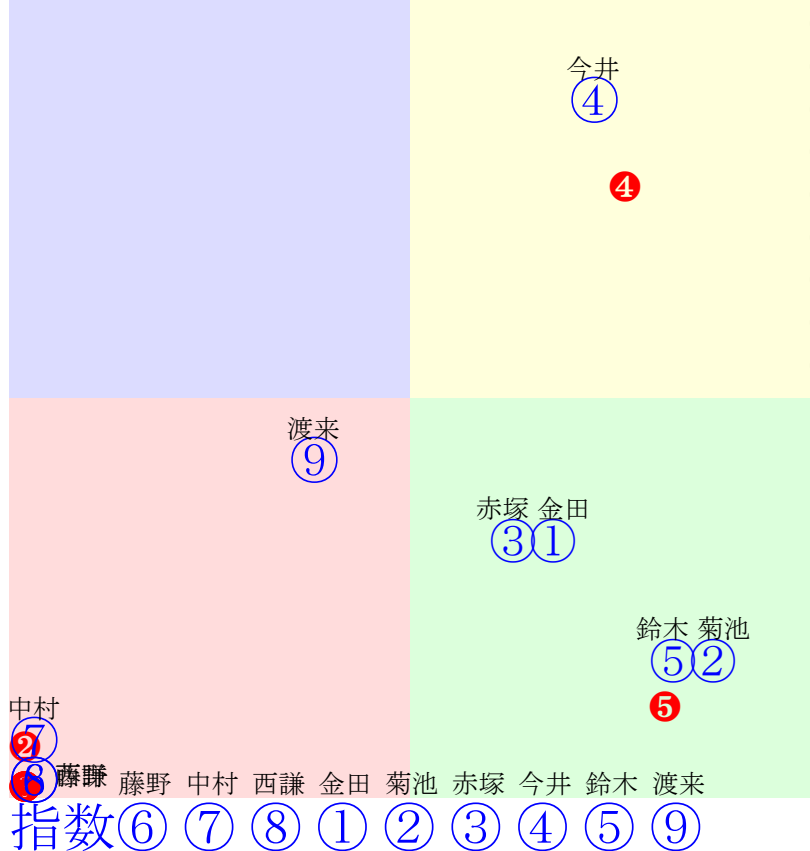 今井
④
❹
渡来
⑨
赤塚 金田
③①
鈴木 菊池
⑤②
❺
中村
⑦
❷
藤野 中村 西謙 金田 菊池 赤塚 今井 鈴木 渡来
指数⑥⑦⑧①②③④⑤⑨